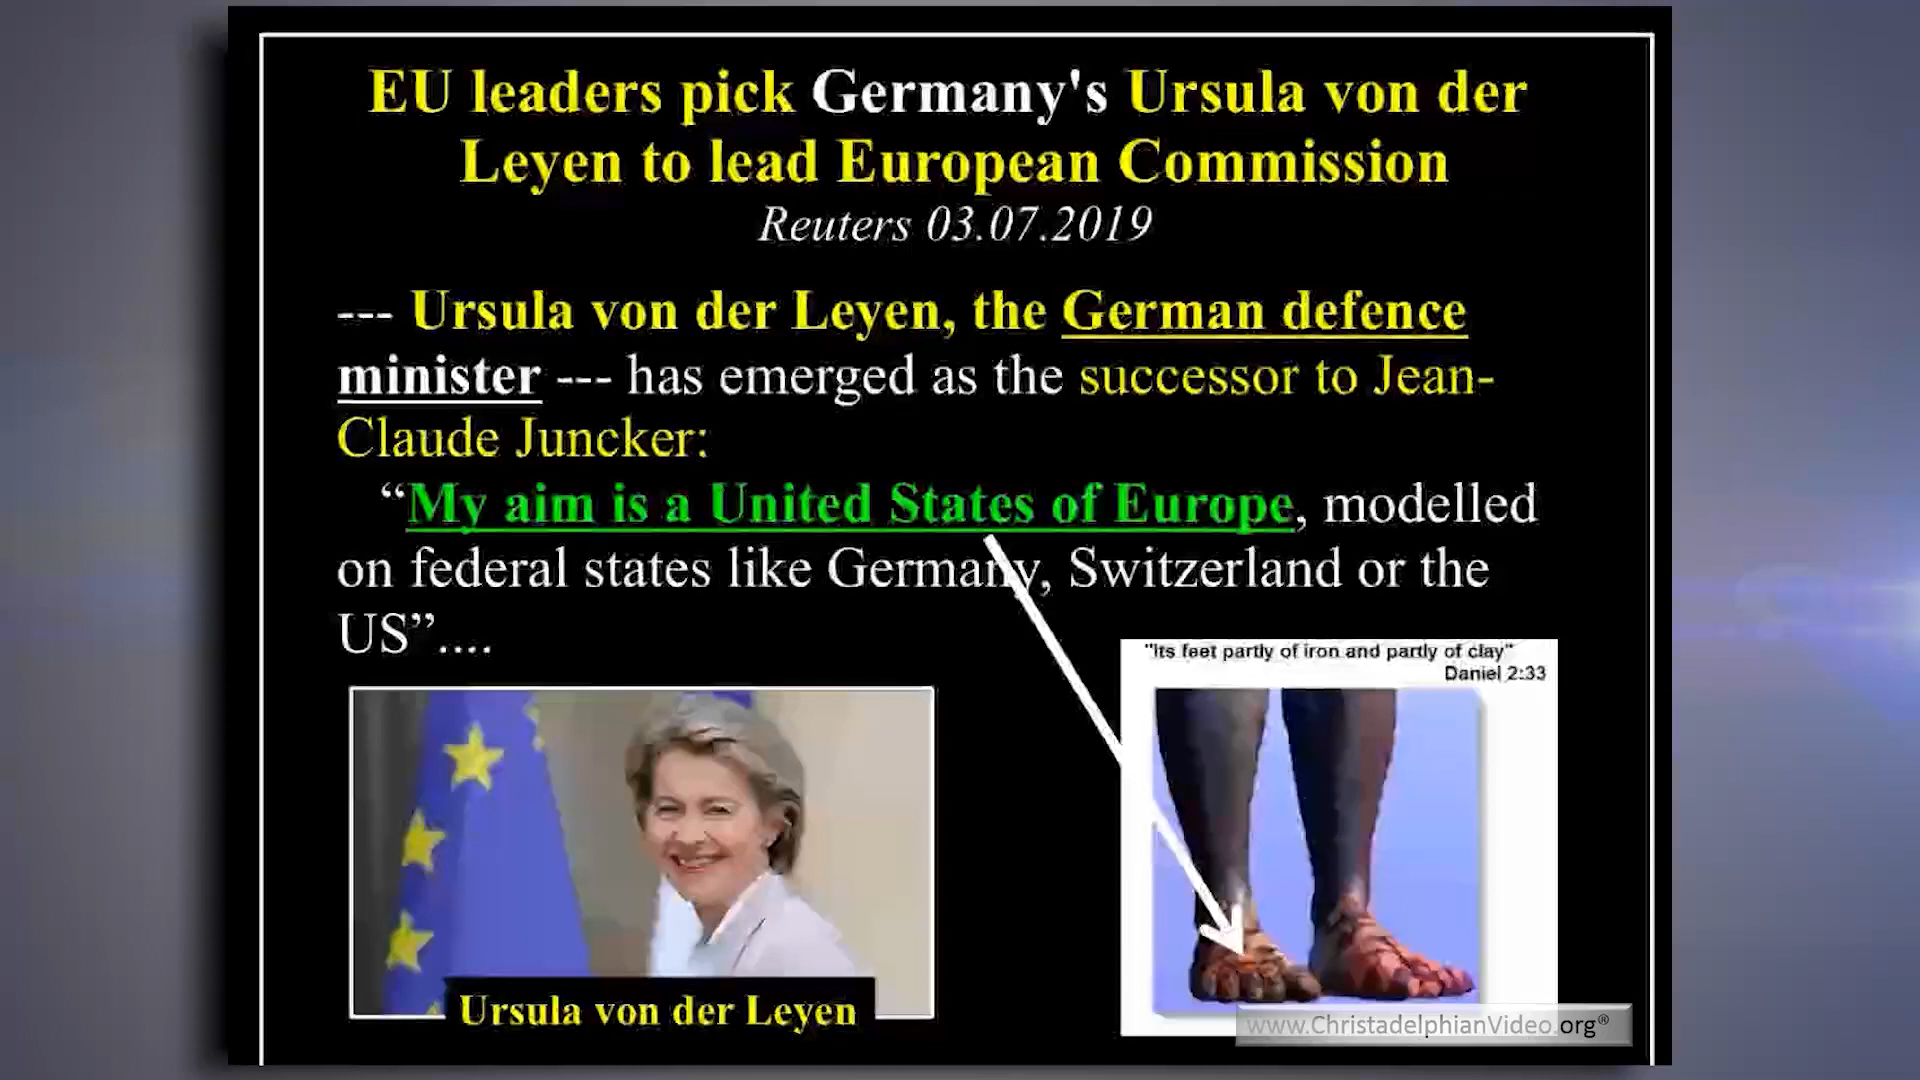 EU leaders pick Germany's Ursula von der
Leyen to lead European Commission
Reuters 03.07.2019
--- Ursula von der Leyen, the German defence
minister --- has emerged as the successor to Jean-
Claude Juncker:
“My aim is a United States of Europe, modelled
on federal states like Germany, Switzerland or the
US”....
"Its feet partly of iron and partly of clay"
Daniel 2:33
Ursula von der Leyen
www.ChristadelphianVideo.org®